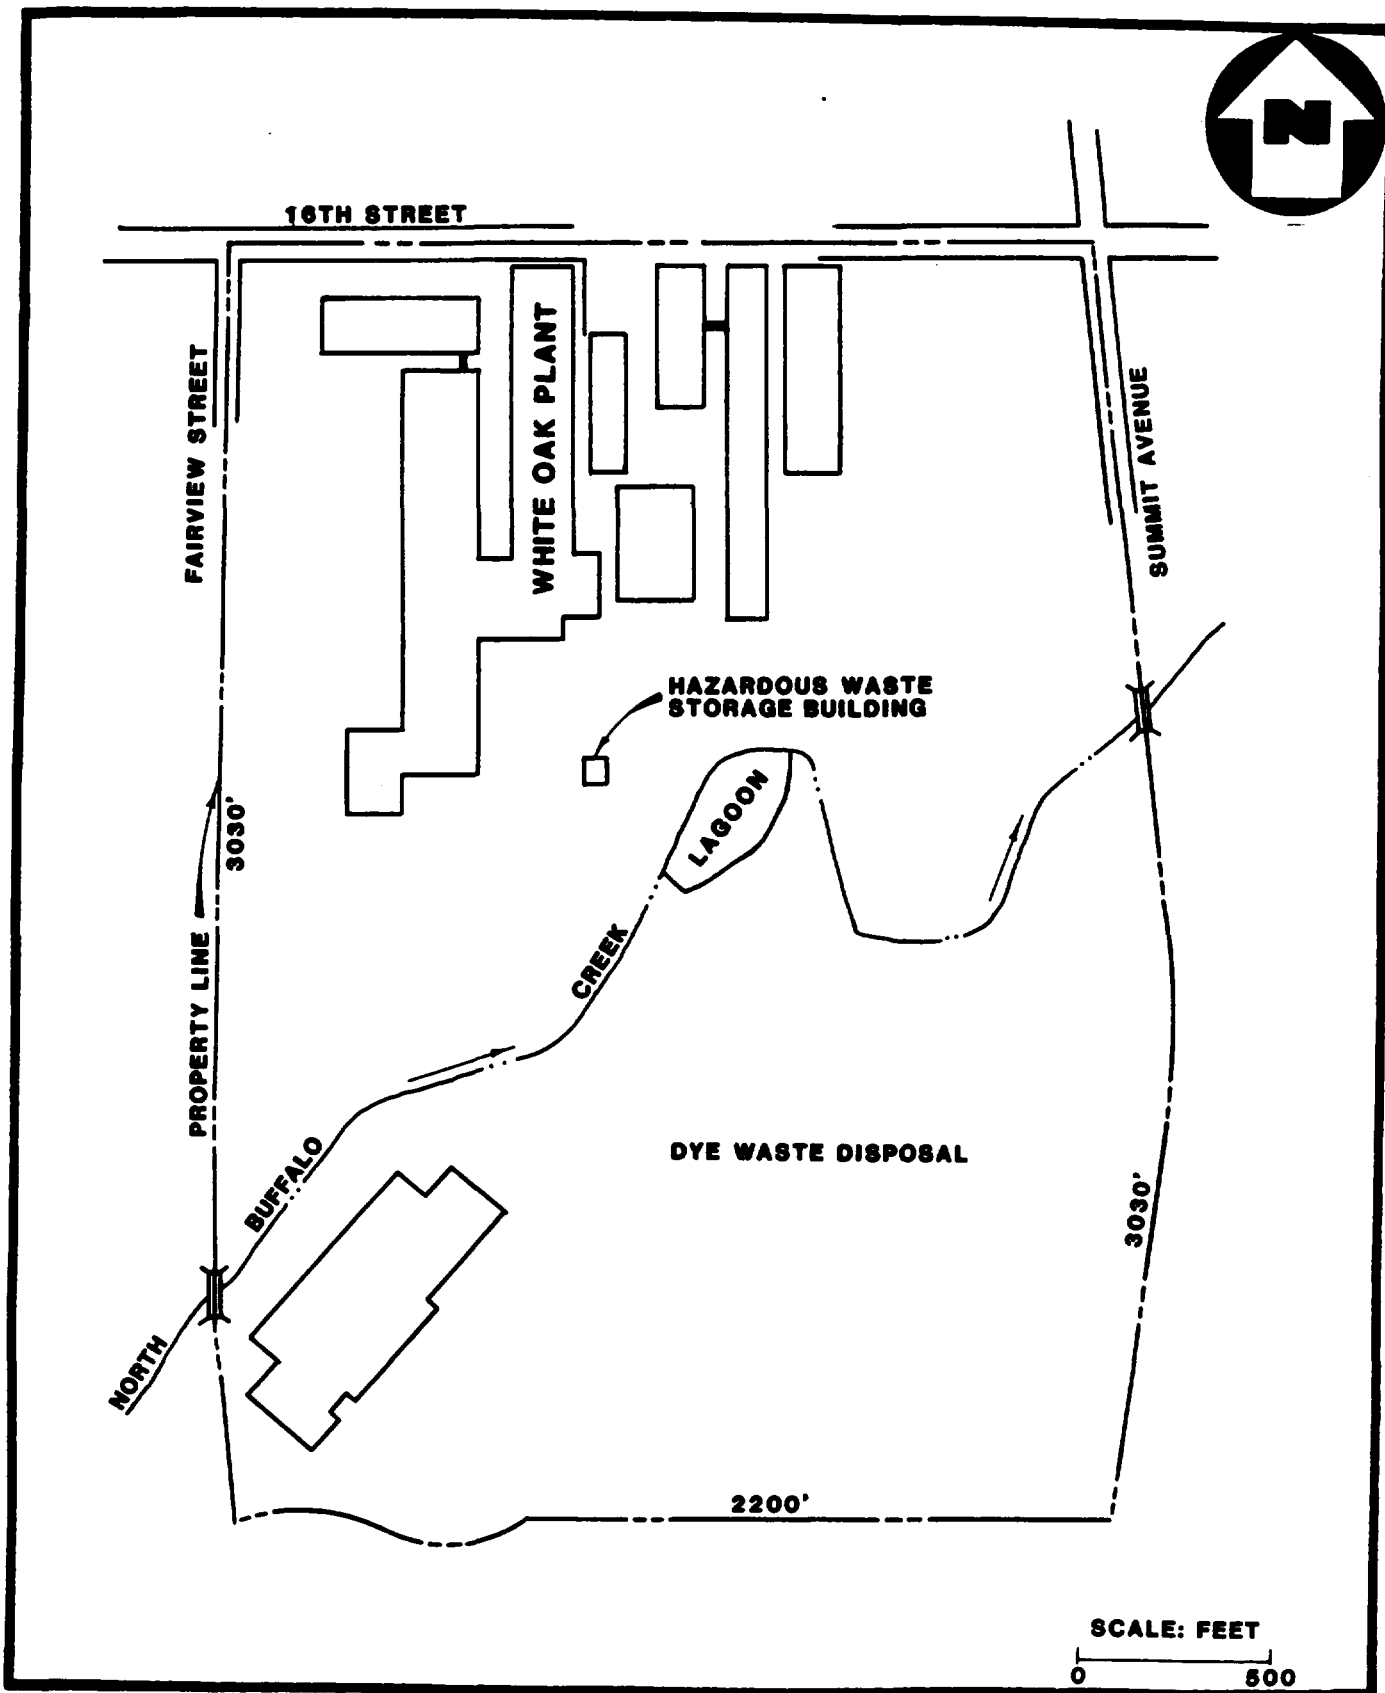 N
16TH STREET
FAIRVIEW STREET
WHITE OAK PLANT
SUMMIT AVENUE
HAZARDOUS WASTE
STORAGE BUILDING
LAGOON
3030'
PROPERTY LINE
CREEK
BUFFALO
NORTH
DYE WASTE DISPOSAL
3030'
2200'
SCALE: FEET
0 500